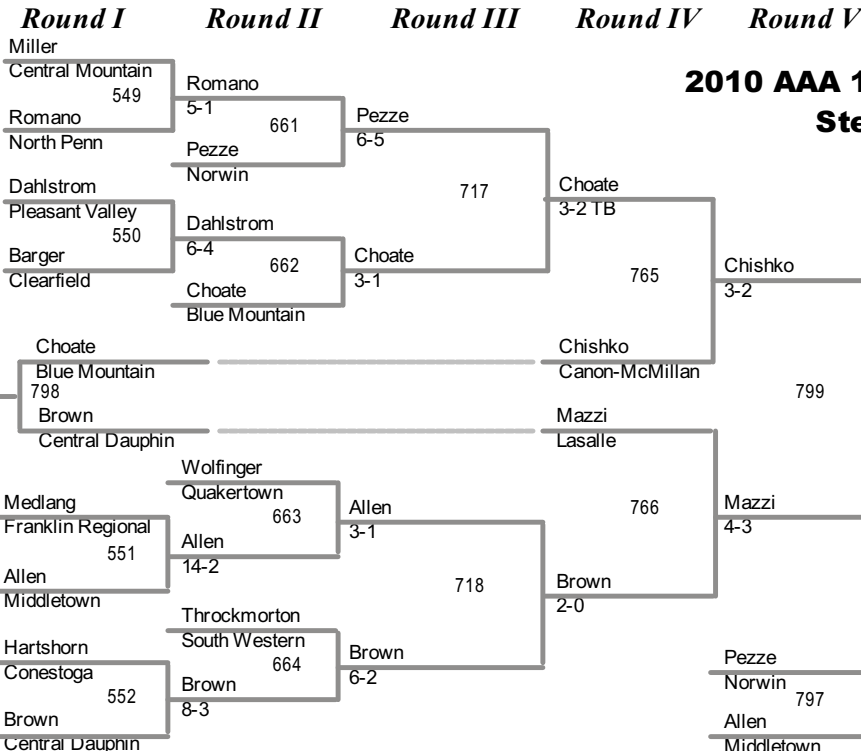 Round I Round II Round III Round IV Round V
2010 AAA 1
Ste
Miller
Central Mountain
549
Romano
North Penn
Dahlstrom
Pleasant Valley
550
Barger
Clearfield
Romano
5-1
661
Pezze
Norwin
Dahlstrom
6-4
662
Choate
Blue Mountain
Pezze
6-5
717
Choate
3-1
Choate
3-2 TB
765
Chishko
Canon-McMillan
Chishko
3-2
799
Choate
Blue Mountain
798
Brown
Central Dauphin
Mazzi
Lasalle
766
Brown
2-0
Mazzi
4-3
Medlang
Franklin Regional
551
Allen
Middletown
Hartshorn
Conestoga
552
Brown
Central Dauphin
Wolfinger
Quakertown
663
Allen
14-2
Throckmorton
South Western
664
Brown
8-3
Allen
3-1
718
Brown
6-2
Pezze
Norwin
797
Allen
Middletown